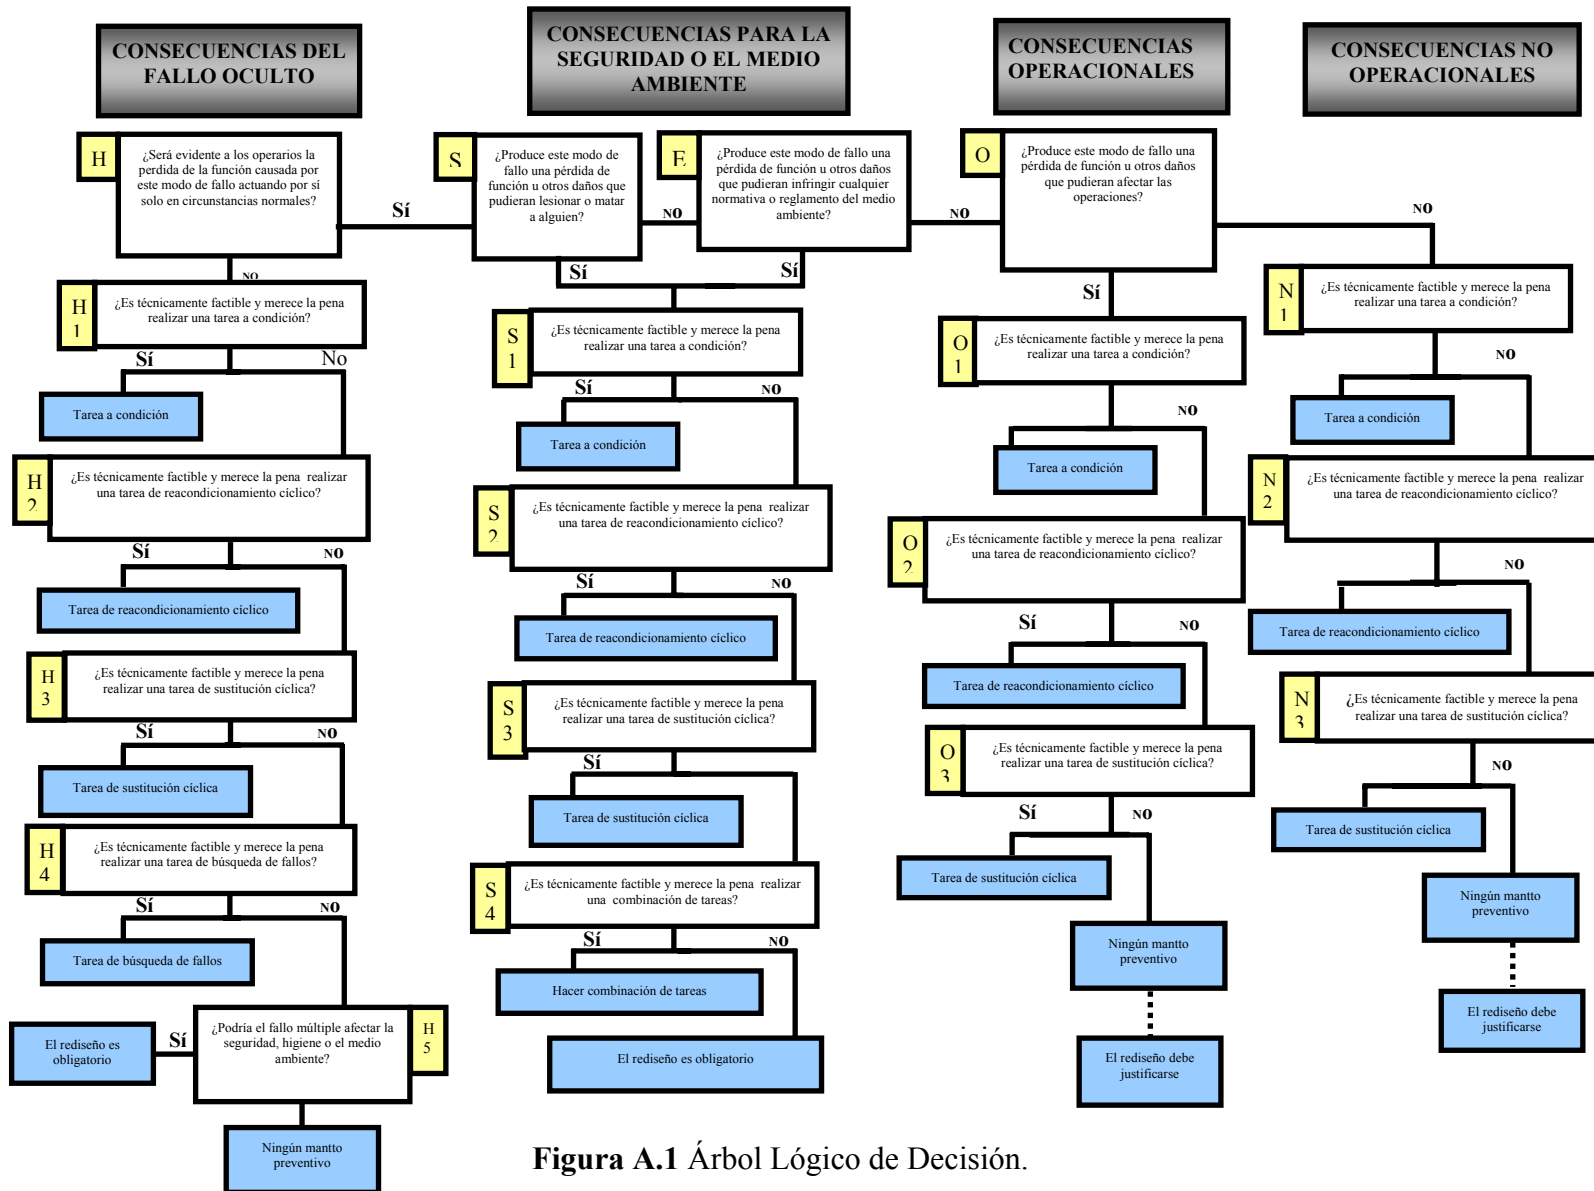 CONSECUENCIAS DEL
FALLO OCULTO
CONSECUENCIAS PARA LA
SEGURIDAD O EL MEDIO
AMBIENTE
CONSECUENCIAS
OPERACIONALES
CONSECUENCIAS NO
OPERACIONALES
H
¿Será evidente a los operarios la
perdida de la función causada por
este modo de fallo actuando por sí
solo en circunstancias normales?
Sí
NO
H
1
¿Es técnicamente factible y merece la pena
realizar una tarea a condición?
Sí
No
Tarea a condición
H
2
¿Es técnicamente factible y merece la pena realizar
una tarea de reacondicionamiento cíclico?
Sí
NO
Tarea de reacondicionamiento cíclico
H
3
¿Es técnicamente factible y merece la pena
realizar una tarea de sustitución cíclica?
Sí
NO
Tarea de sustitución cíclica
H
4
¿Es técnicamente factible y merece la pena
realizar una tarea de búsqueda de fallos?
Sí
NO
Tarea de búsqueda de fallos
H
5
¿Podría el fallo múltiple afectar la
seguridad, higiene o el medio
ambiente?
Sí
El rediseño es
obligatorio
Ningún mantto
preventivo
S
¿Produce este modo de
fallo una pérdida de
función u otros daños que
pudieran lesionar o matar
a alguien?
NO
Sí
E
¿Produce este modo de fallo una
pérdida de función u otros daños
que pudieran infringir cualquier
normativa o reglamento del medio
ambiente?
NO
Sí
S
1
¿Es técnicamente factible y merece la pena
realizar una tarea a condición?
Sí
NO
Tarea a condición
S
2
¿Es técnicamente factible y merece la pena realizar
una tarea de reacondicionamiento cíclico?
Sí
NO
Tarea de reacondicionamiento cíclico
S
3
¿Es técnicamente factible y merece la pena
realizar una tarea de sustitución cíclica?
Sí
NO
Tarea de sustitución cíclica
S
4
¿Es técnicamente factible y merece la pena realizar
una combinación de tareas?
Sí
NO
Hacer combinación de tareas
El rediseño es obligatorio
O
¿Produce este modo de fallo una
pérdida de función u otros daños
que pudieran afectar las
operaciones?
NO
Sí
O
1
¿Es técnicamente factible y merece la pena
realizar una tarea a condición?
NO
Tarea a condición
O
2
¿Es técnicamente factible y merece la pena realizar
una tarea de reacondicionamiento cíclico?
Sí
NO
Tarea de reacondicionamiento cíclico
O
3
¿Es técnicamente factible y merece la pena
realizar una tarea de sustitución cíclica?
Sí
NO
Tarea de sustitución cíclica
Ningún mantto
preventivo
El rediseño debe
justificarse
N
1
¿Es técnicamente factible y merece la pena
realizar una tarea a condición?
NO
Tarea a condición
N
2
¿Es técnicamente factible y merece la pena realizar
una tarea de reacondicionamiento cíclico?
NO
Tarea de reacondicionamiento cíclico
N
3
¿Es técnicamente factible y merece la pena
realizar una tarea de sustitución cíclica?
NO
Tarea de sustitución cíclica
Ningún mantto
preventivo
El rediseño debe
justificarse
Figura A.1 Árbol Lógico de Decisión.